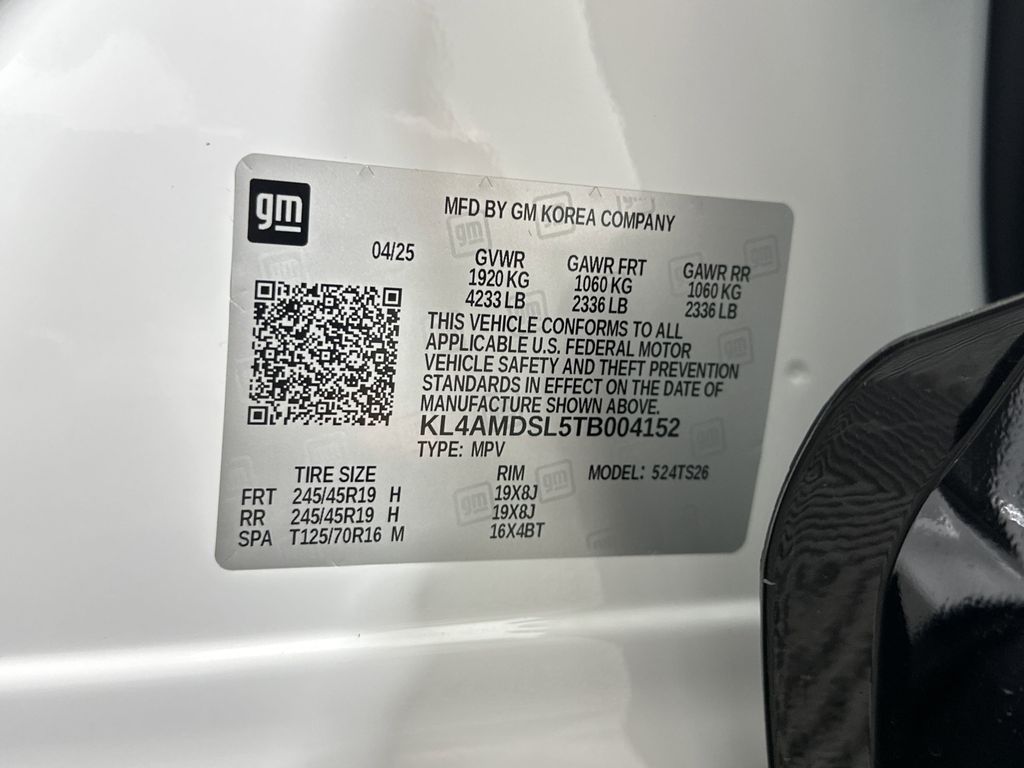 gm
MFD BY GM KOREA COMPANY
04/25
GVWR GAWR FRT GAWR RR
1920 KG 1060 KG 1060 KG
4233 LB 2336 LB 2336 LB
THIS VEHICLE CONFORMS TO ALL
APPLICABLE U.S. FEDERAL MOTOR
VEHICLE SAFETY AND THEFT PREVENTION
STANDARDS IN EFFECT ON THE DATE OF
MANUFACTURE SHOWN ABOVE.
KL4AMDSL5TB004152
TYPE: MPV
TIRE SIZE RIM MODEL: 524TS26
FRT 245/45R19 H 19X8J
RR 245/45R19 H 19X8J
SPA T125/70R16 M 16X4BT